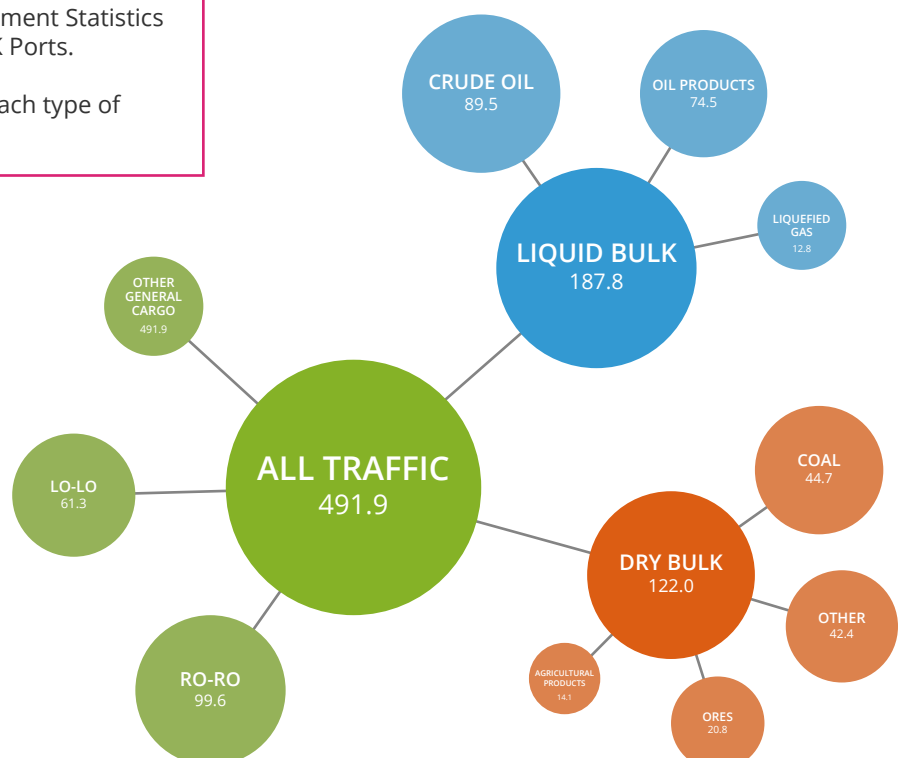 ment Statistics
K Ports.
ach type of
CRUDE OIL
89.5
OIL PRODUCTS
74.5
LIQUEFIED
GAS
12.8
LIQUID BULK
187.8
OTHER
GENERAL
CARGO
491.9
ALL TRAFFIC
491.9
LO-LO
61.3
RO-RO
99.6
DRY BULK
122.0
COAL
44.7
OTHER
42.4
AGRICULTURAL
PRODUCTS
14.1
ORES
20.8